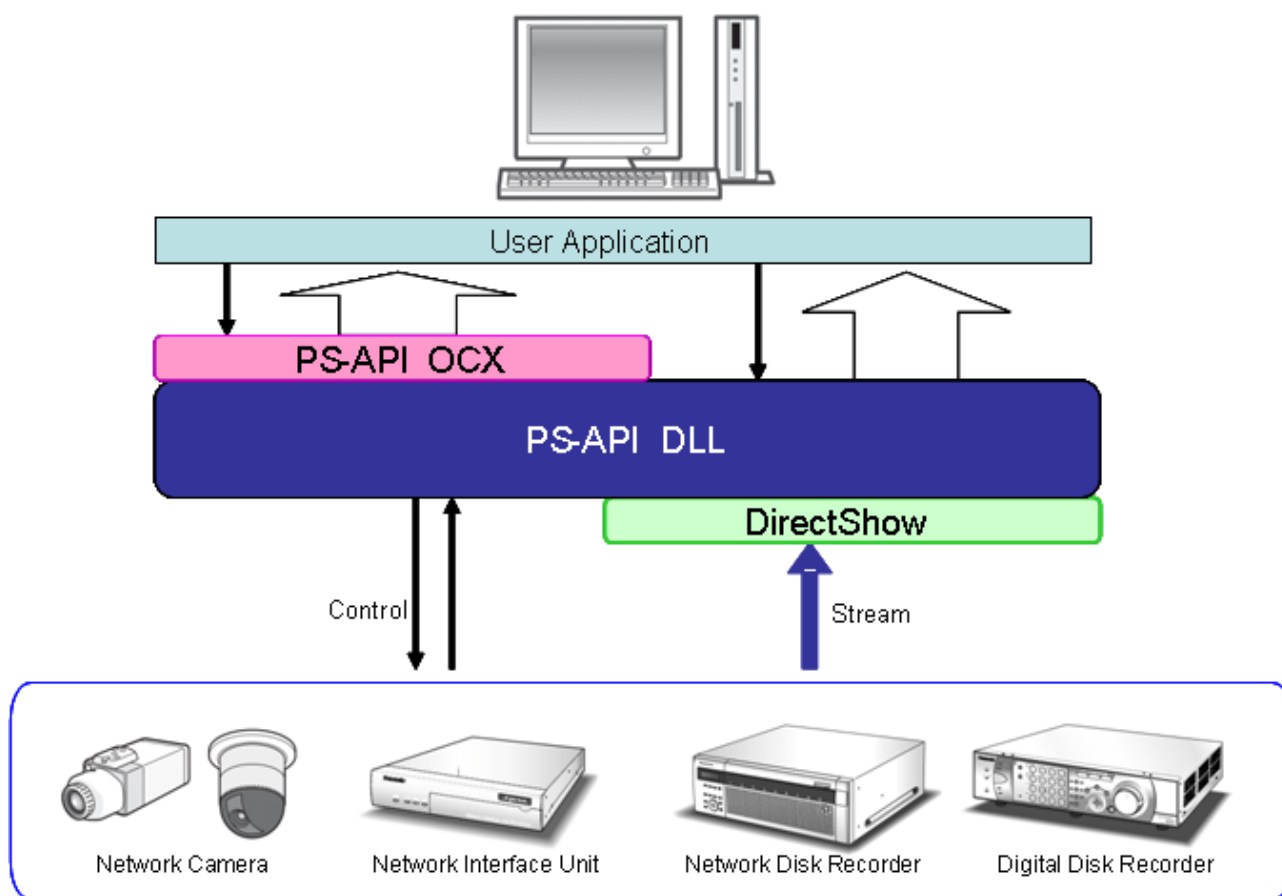 User Application
PS-API OCX
PS-API DLL
DirectShow
Control
Stream
Network Camera
Network Interface Unit
Network Disk Recorder
Digital Disk Recorder